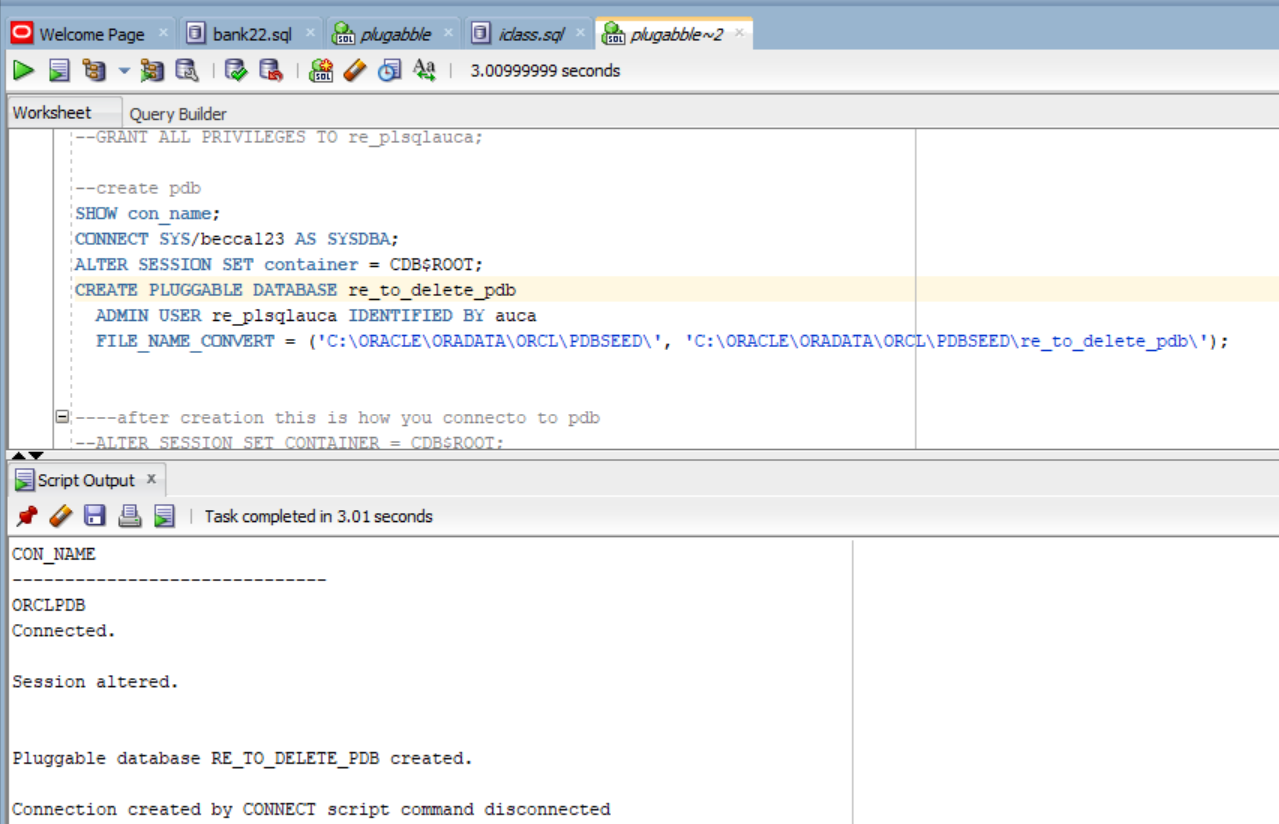 Welcome Page
bank22.sql
plugabble
iclass.sql
plugabble~2
3.00999999 seconds
Worksheet
Query Builder
--GRANT ALL PRIVILEGES TO re_plsqlauca;
--create pdb
SHOW con_name;
CONNECT SYS/becca123 AS SYSDBA;
ALTER SESSION SET container = CDB$ROOT;
CREATE PLUGGABLE DATABASE re_to_delete_pdb
ADMIN USER re_plsqlauca IDENTIFIED BY auca
FILE_NAME_CONVERT = ('C:\ORACLE\ORADATA\ORCL\PDBSEED\', 'C:\ORACLE\ORADATA\ORCL\PDBSEED\re_to_delete_pdb\');
----after creation this is how you connecto to pdb
--ALTER SESSION SET CONTAINER = CDB$ROOT;
Script Output x
Task completed in 3.01 seconds
CON_NAME
------------------------------
ORCLPDB
Connected.
Session altered.
Pluggable database RE_TO_DELETE_PDB created.
Connection created by CONNECT script command disconnected